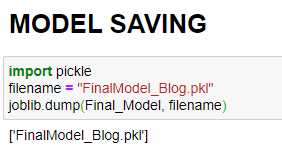 MODEL SAVING
import pickle
filename = "FinalModel_Blog.pkl"
joblib.dump(Final_Model, filename)
['FinalModel_Blog.pkl']